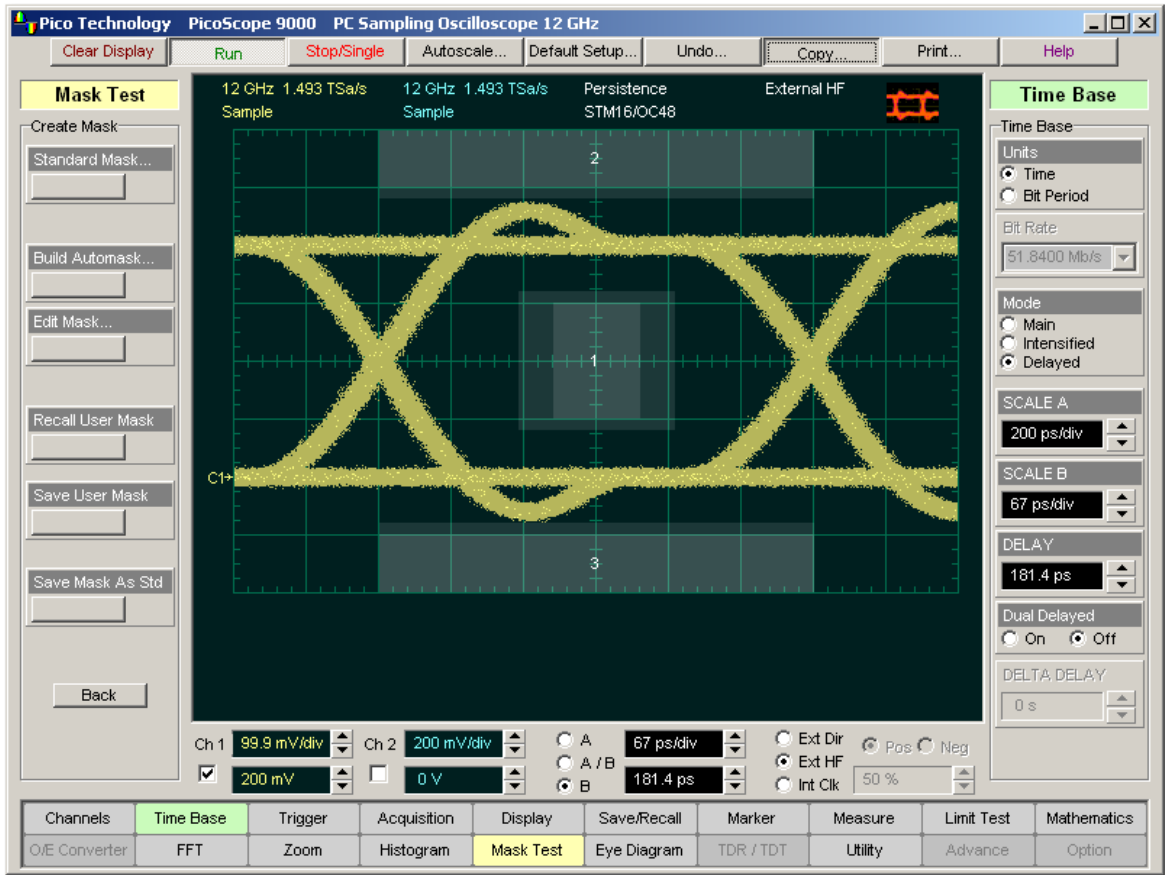 Pico Technology PicoScope 9000 PC Sampling Oscilloscope 12 GHz
Clear Display Run Stop/Single Autoscale... Default Setup... Undo... Copy... Print... Help
Mask Test
Create Mask
Standard Mask...
Build Automask...
Edit Mask...
Recall User Mask
Save User Mask
Save Mask As Std
Back
12 GHz 1.493 TSa/s 12 GHz 1.493 TSa/s Persistence External HF
Sample Sample STM16/OC48
2
1
C1
3
Time Base
Time Base
Units
Time
Bit Period
Bit Rate
51.8400 Mb/s
Mode
Main
Intensified
Delayed
SCALE A
200 ps/div
SCALE B
67 ps/div
DELAY
181.4 ps
Dual Delayed
On Off
DELTA DELAY
0 s
Ch 1 99.9 mV/div Ch 2 200 mV/div A 67 ps/div Ext Dir Pos Neg
A / B Ext HF
200 mV 0 V B 181.4 ps Int Clk 50 %
Channels Time Base Trigger Acquisition Display Save/Recall Marker Measure Limit Test Mathematics
O/E Converter FFT Zoom Histogram Mask Test Eye Diagram TDR / TDT Utility Advance Option